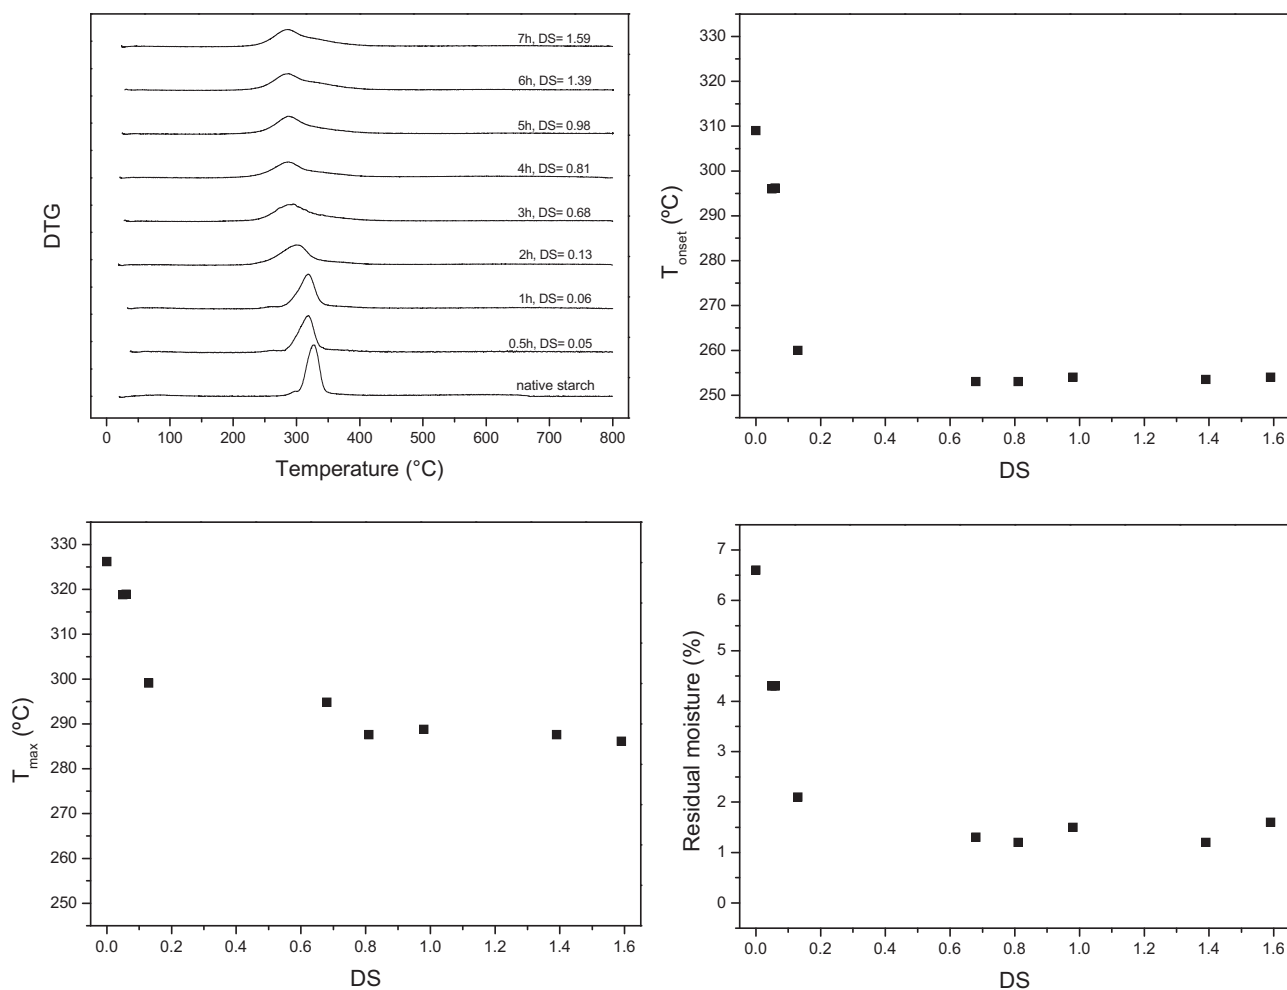 DTG
7h, DS= 1.59
6h, DS= 1.39
5h, DS= 0.98
4h, DS= 0.81
3h, DS= 0.68
2h, DS= 0.13
1h, DS= 0.06
0.5h, DS= 0.05
native starch
0 100 200 300 400 500 600 700 800
Temperature (°C)
Tonset (ºC)
330
320
310
300
290
280
270
260
250
0.0 0.2 0.4 0.6 0.8 1.0 1.2 1.4 1.6
DS
Tmax (ºC)
330
320
310
300
290
280
270
260
250
0.0 0.2 0.4 0.6 0.8 1.0 1.2 1.4 1.6
DS
Residual moisture (%)
7
6
5
4
3
2
1
0
0.0 0.2 0.4 0.6 0.8 1.0 1.2 1.4 1.6
DS